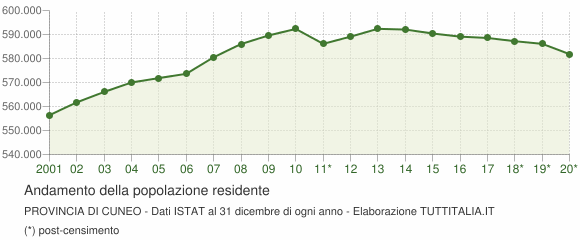 600.000
590.000
580.000
570.000
560.000
550.000
540.000
2001 02 03 04 05 06 07 08 09 10 11* 12 13 14 15 16 17 18* 19* 20*
Andamento della popolazione residente
PROVINCIA DI CUNEO - Dati ISTAT al 31 dicembre di ogni anno - Elaborazione TUTTITALIA.IT
(*) post-censimento